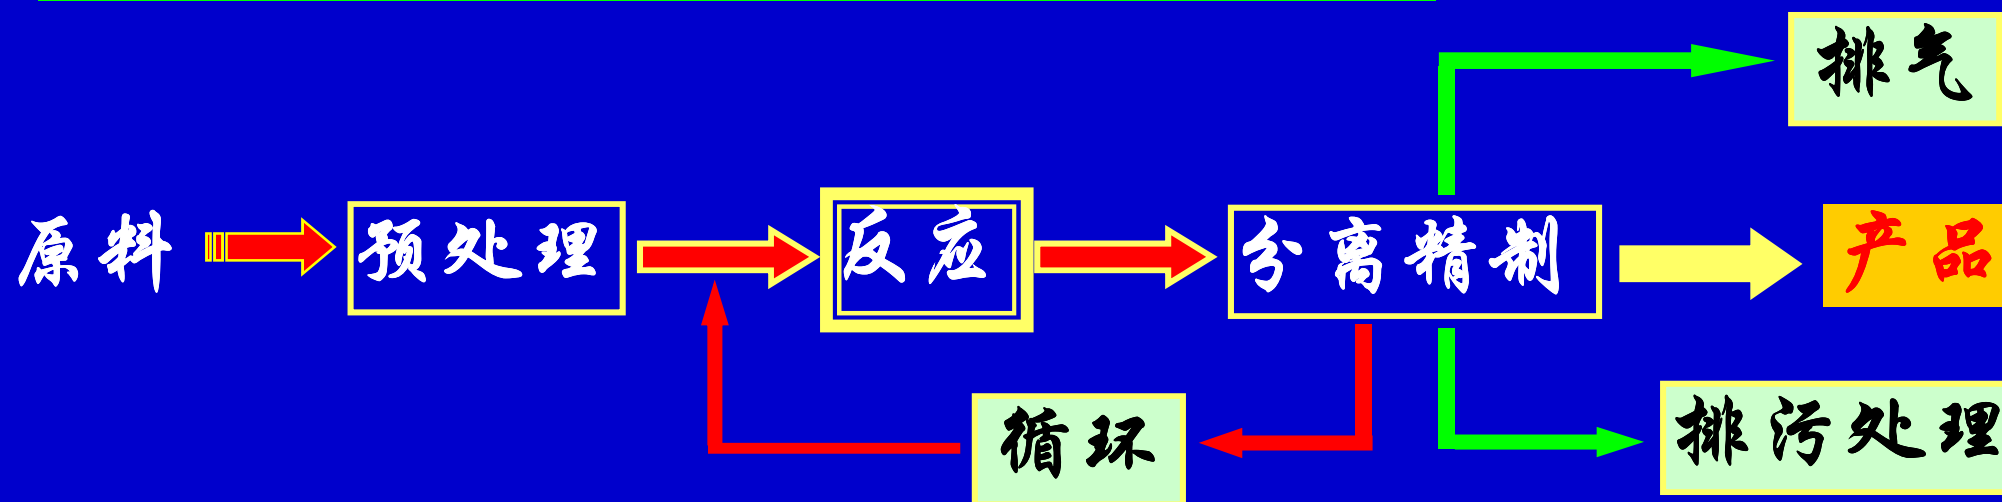 排气
原料 预处理 反应 分离精制 产品
循环 排污处理